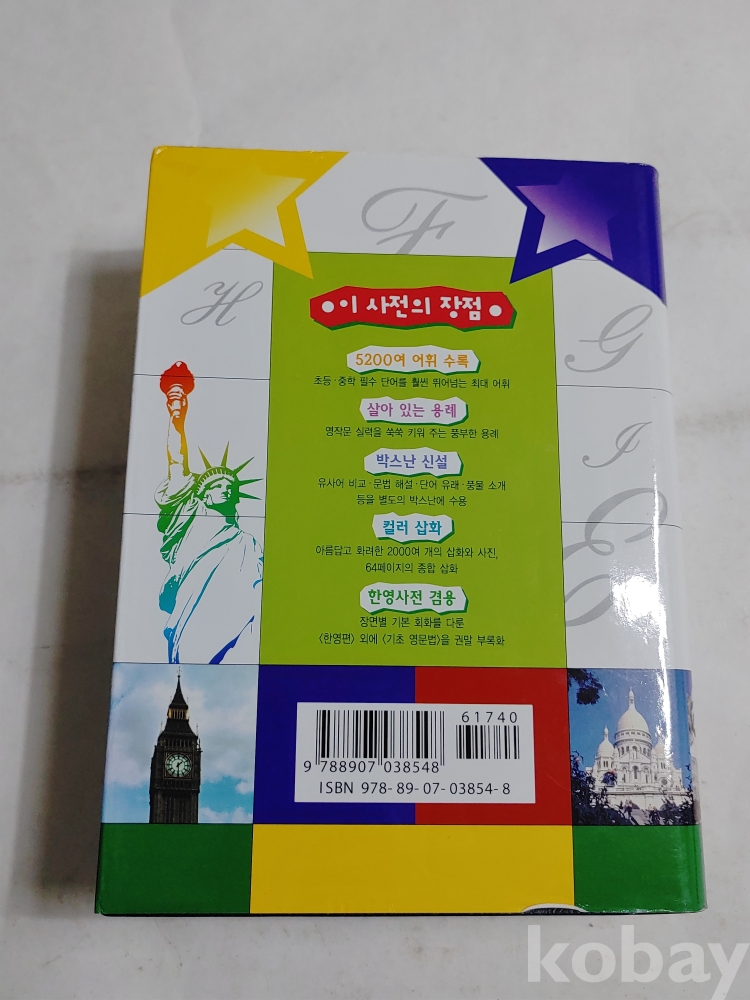 F
H
G
I
E
●이 사전의 장점●
5200여 어휘 수록
초등·중학 필수 단어를 훨씬 뛰어넘는 최대 어휘
살아 있는 용례
영작문 실력을 쑥쑥 키워 주는 풍부한 용례
박스난 신설
유사어 비교·문법 해설·단어 유래·풍물 소개
등을 별도의 박스난에 수용
컬러 삽화
아름답고 화려한 2000여 개의 삽화와 사진,
64페이지의 종합 삽화
한영사전 겸용
장면별 기본 회화를 다룬
〈한영편〉 외에 〈기초 영문법〉을 권말 부록화
61740
9 788907 038548
ISBN 978-89-07-03854-8
kobay